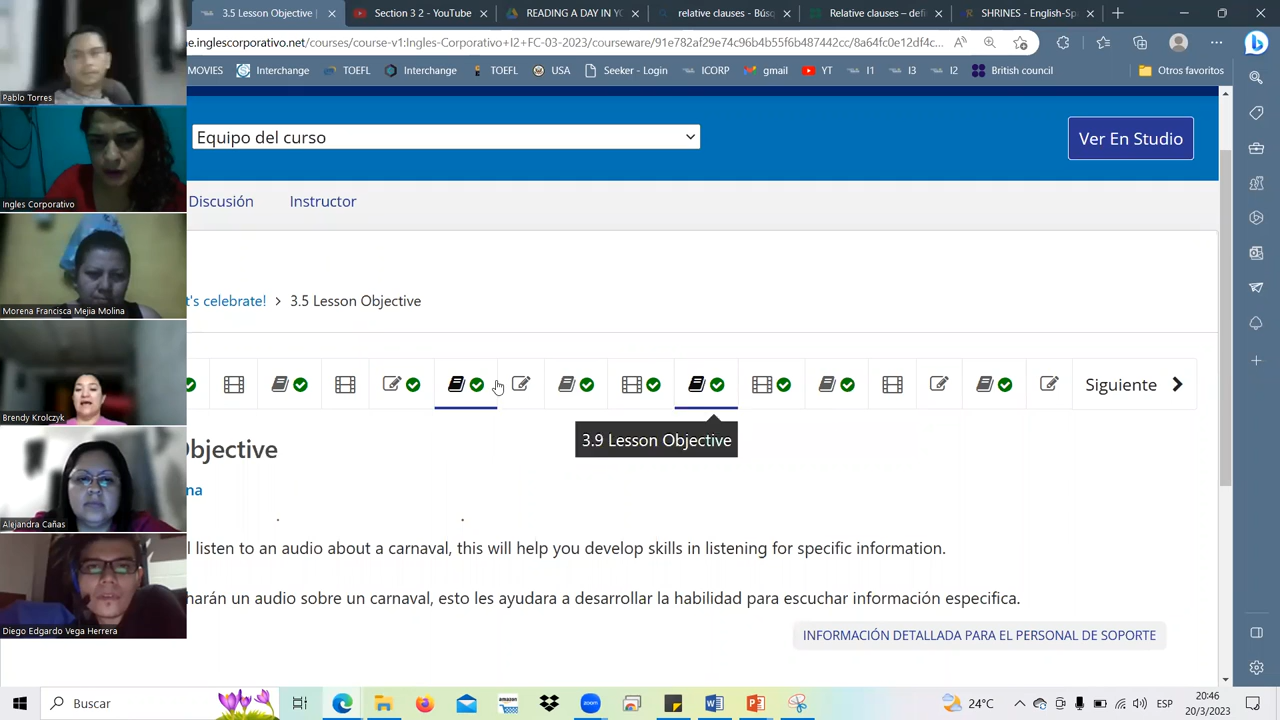 3.5 Lesson Objective
Section 3 2 - YouTube
READING A DAY IN YO
relative clauses - Búsq
Relative clauses – defi
SHRINES - English-Sp
ne.inglescorporativo.net/courses/course-v1:Ingles-Corporativo+I2+FC-03-2023/courseware/91e782af29e74c96b4b55f6b487442cc/8a64fc0e12df4c...
MOVIES
Interchange
TOEFL
Interchange
TOEFL
USA
Seeker - Login
ICORP
gmail
YT
I1
I3
I2
British council
Otros favoritos
Equipo del curso
Ver En Studio
Discusión
Instructor
t's celebrate! > 3.5 Lesson Objective
Siguiente
3.9 Lesson Objective
bjective
na
l listen to an audio about a carnaval, this will help you develop skills in listening for specific information.
harán un audio sobre un carnaval, esto les ayudara a desarrollar la habilidad para escuchar información especifica.
INFORMACIÓN DETALLADA PARA EL PERSONAL DE SOPORTE
Pablo Torres
Ingles Corporativo
Morena Francisca Mejia Molina
Brendy Krolczyk
Alejandra Cañas
Diego Edgardo Vega Herrera
Buscar
amazon
zoom
24°C
ESP
20:46
20/3/2023